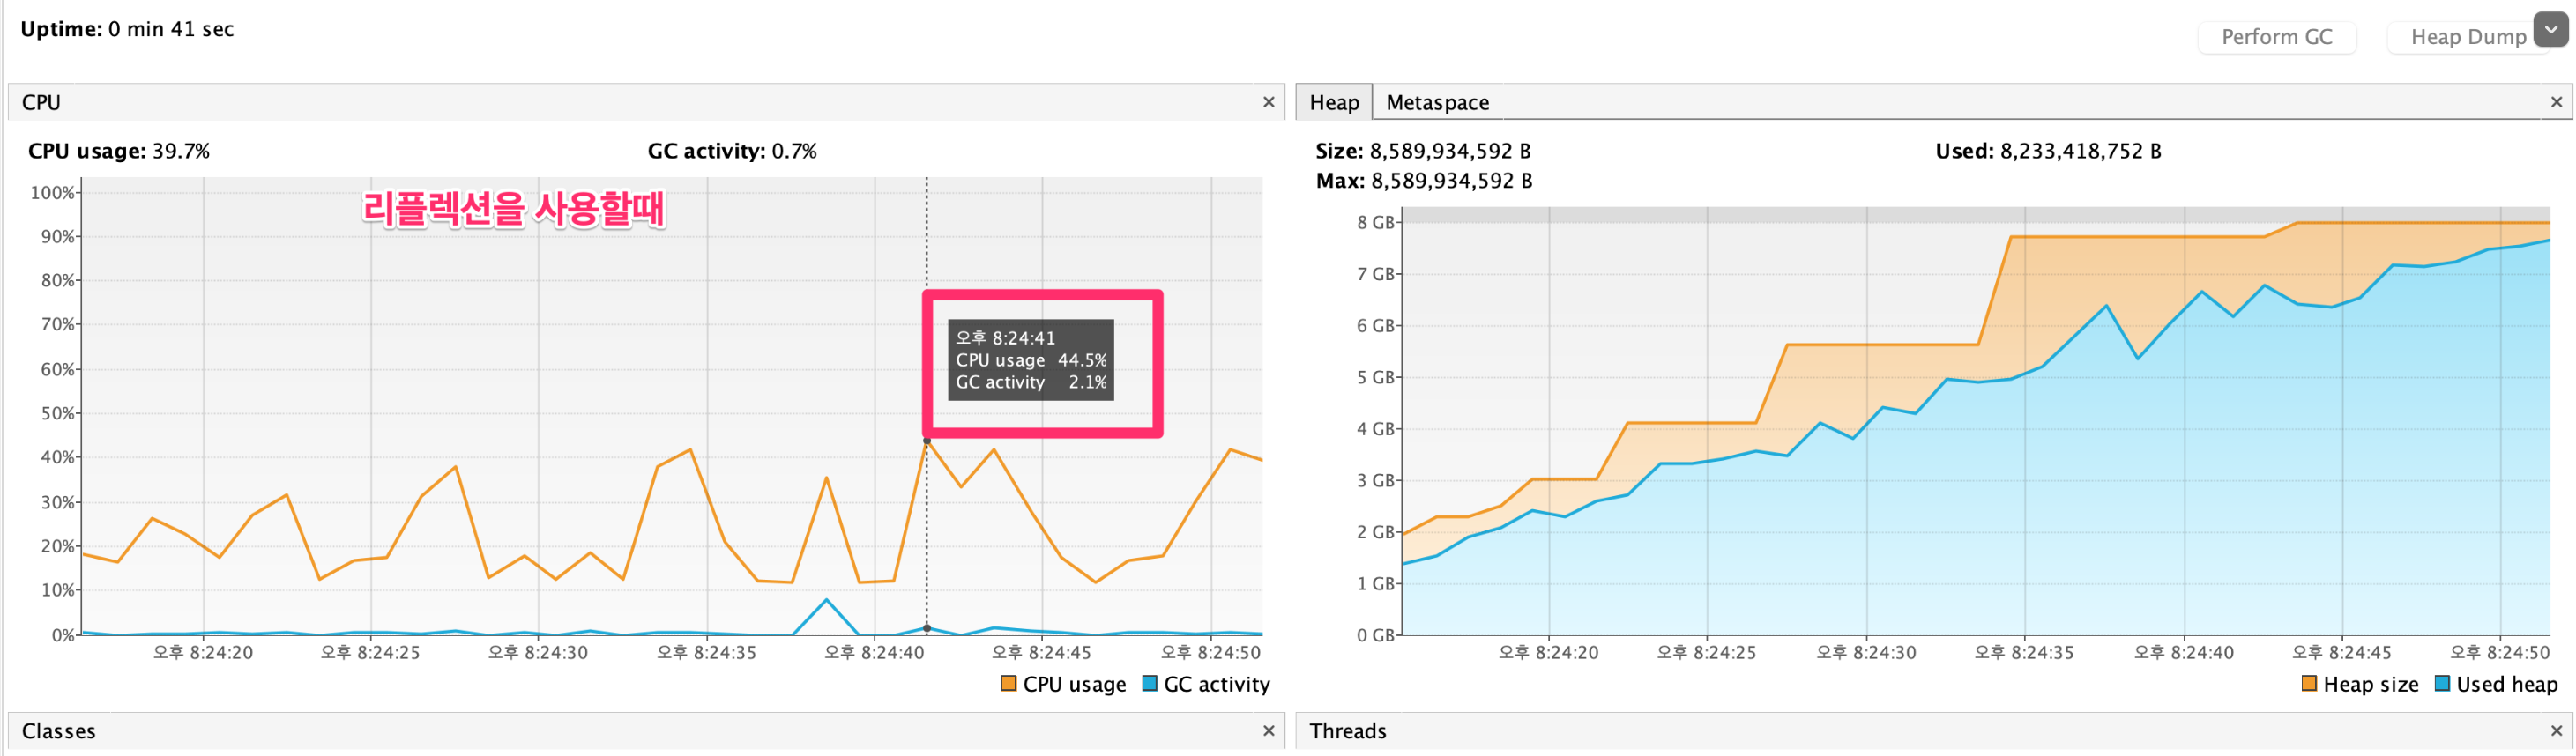 Uptime: 0 min 41 sec
Perform GC
Heap Dump
CPU
CPU usage: 39.7%
GC activity: 0.7%
리플렉션을 사용할때
100%
90%
80%
70%
60%
50%
40%
30%
20%
10%
0%
오후 8:24:41
CPU usage 44.5%
GC activity 2.1%
오후 8:24:20
오후 8:24:25
오후 8:24:30
오후 8:24:35
오후 8:24:40
오후 8:24:45
오후 8:24:50
CPU usage
GC activity
Heap
Metaspace
Size: 8,589,934,592 B
Used: 8,233,418,752 B
Max: 8,589,934,592 B
8 GB
7 GB
6 GB
5 GB
4 GB
3 GB
2 GB
1 GB
0 GB
오후 8:24:20
오후 8:24:25
오후 8:24:30
오후 8:24:35
오후 8:24:40
오후 8:24:45
오후 8:24:50
Heap size
Used heap
Classes
Threads